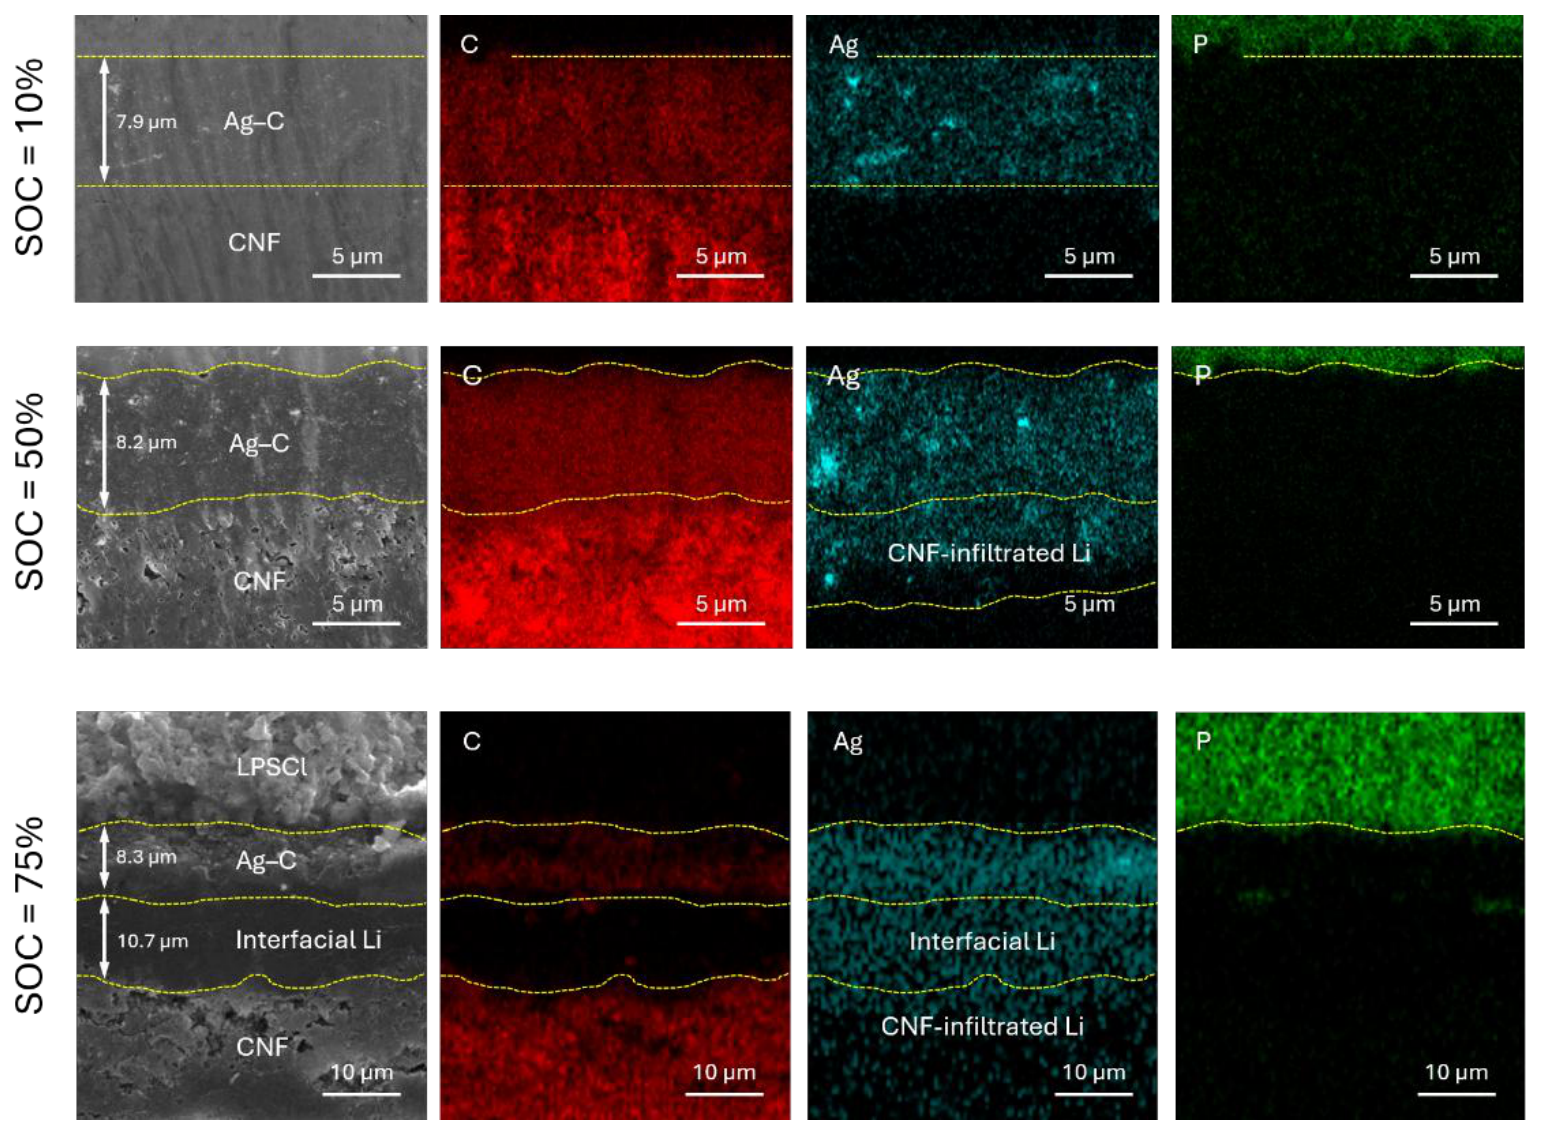 SOC = 10%
7.9 µm
Ag–C
CNF
5 µm
C
5 µm
Ag
5 µm
P
5 µm
SOC = 50%
8.2 µm
Ag–C
CNF
5 µm
C
5 µm
Ag
CNF-infiltrated Li
5 µm
P
5 µm
SOC = 75%
LPSCl
8.3 µm
Ag–C
10.7 µm
Interfacial Li
CNF
10 µm
C
10 µm
Ag
Interfacial Li
CNF-infiltrated Li
10 µm
P
10 µm